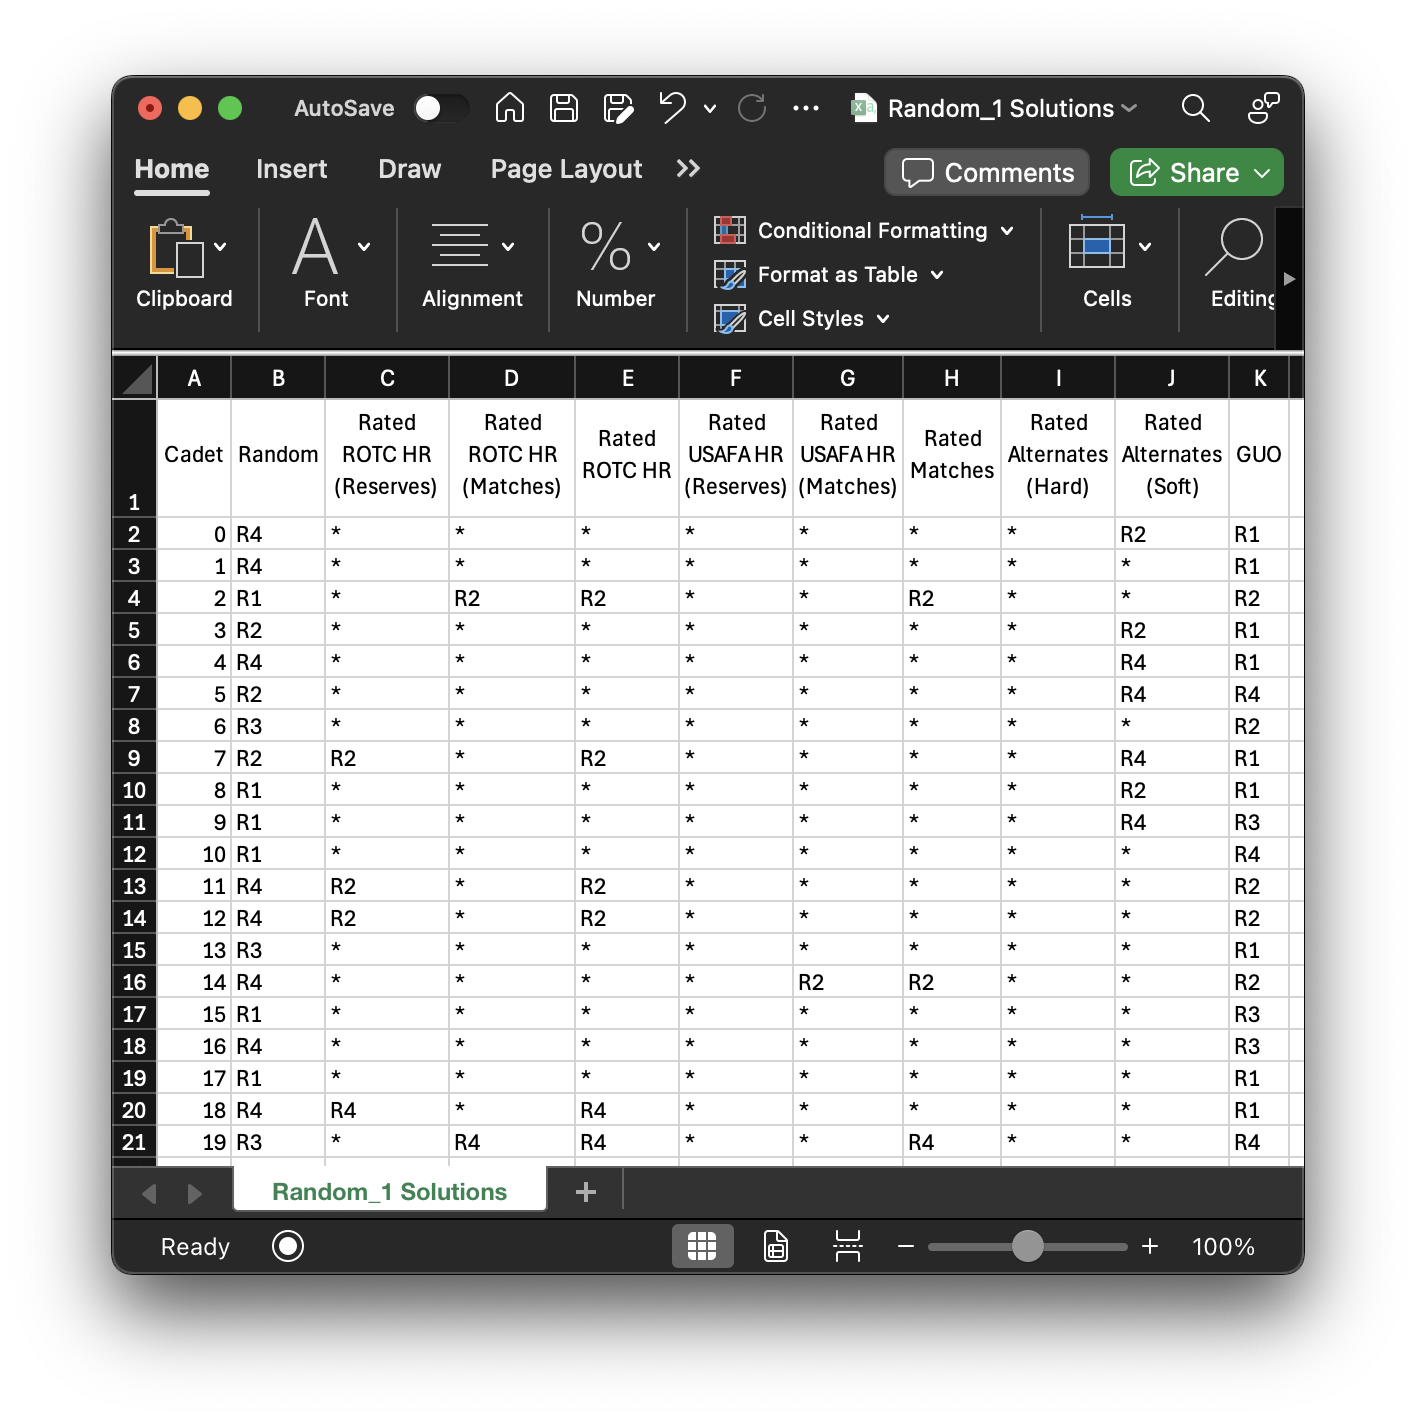 AutoSave
Random_1 Solutions
Home Insert Draw Page Layout
Comments Share
Clipboard Font Alignment Number Conditional Formatting Format as Table Cell Styles Cells Editing
A B C D E F G H I J K
1 Cadet Random Rated ROTC HR (Reserves) Rated ROTC HR (Matches) Rated ROTC HR Rated USAFA HR (Reserves) Rated USAFA HR (Matches) Rated Matches Rated Alternates (Hard) Rated Alternates (Soft) GUO
2 0 R4 * * * * * * * R2 R1
3 1 R4 * * * * * * * * R1
4 2 R1 * R2 R2 * * R2 * * R2
5 3 R2 * * * * * * * R2 R1
6 4 R4 * * * * * * * R4 R1
7 5 R2 * * * * * * * R4 R4
8 6 R3 * * * * * * * * R2
9 7 R2 R2 * R2 * * * * R4 R1
10 8 R1 * * * * * * * R2 R1
11 9 R1 * * * * * * * R4 R3
12 10 R1 * * * * * * * * R4
13 11 R4 R2 * R2 * * * * * R2
14 12 R4 R2 * R2 * * * * * R2
15 13 R3 * * * * * * * * R1
16 14 R4 * * * * R2 R2 * * R2
17 15 R1 * * * * * * * * R3
18 16 R4 * * * * * * * * R3
19 17 R1 * * * * * * * * R1
20 18 R4 R4 * R4 * * * * * R1
21 19 R3 * R4 R4 * * R4 * * R4
Random_1 Solutions
Ready 100%